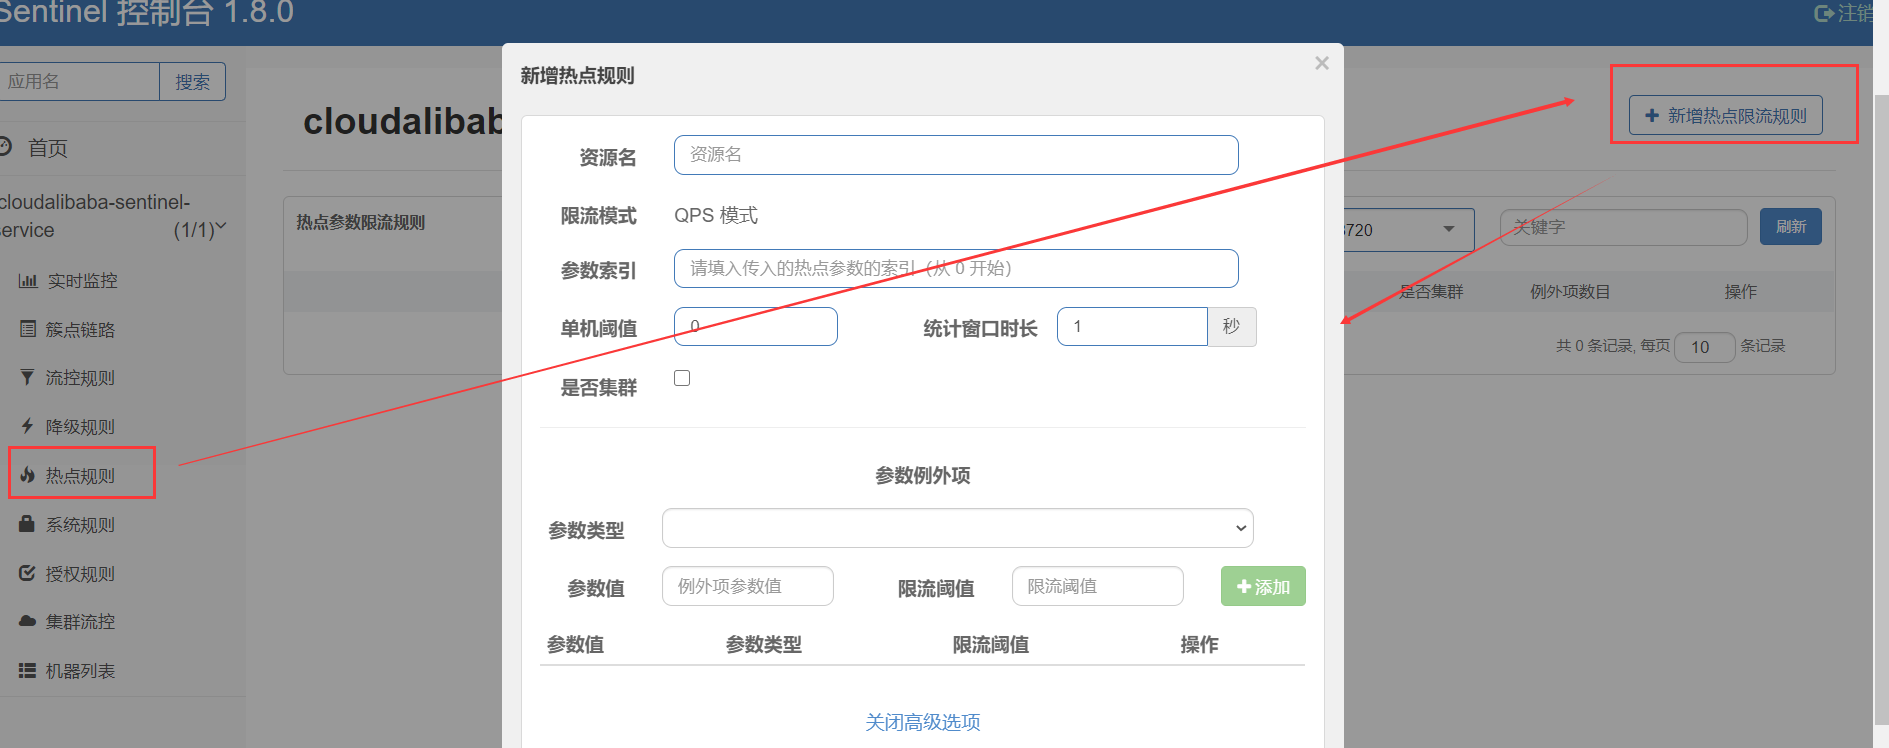 Sentinel 控制台 1.8.0
注销
应用名
搜索
首页
cloudalibaba-sentinel-
service
(1/1)
实时监控
簇点链路
流控规则
降级规则
热点规则
系统规则
授权规则
集群流控
机器列表
cloudalibab
新增热点限流规则
热点参数限流规则
8720
关键字
刷新
是否集群
例外项数目
操作
共 0 条记录, 每页 10 条记录
新增热点规则
×
资源名
资源名
限流模式
QPS 模式
参数索引
请填入传入的热点参数的索引（从 0 开始）
单机阈值
0
统计窗口时长
1
秒
是否集群
参数例外项
参数类型
参数值
例外项参数值
限流阈值
限流阈值
添加
参数值
参数类型
限流阈值
操作
关闭高级选项